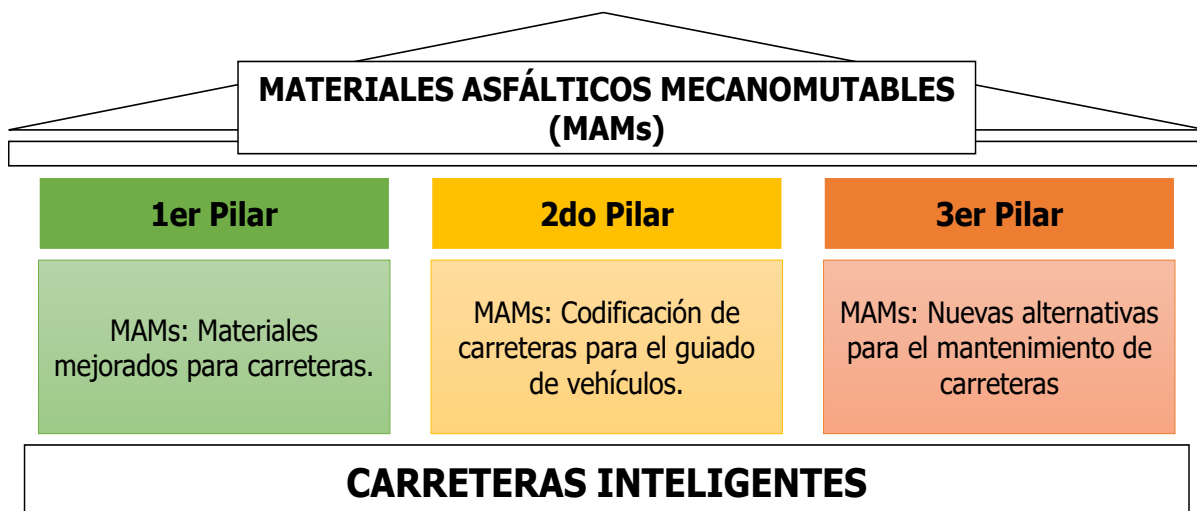 MATERIALES ASFÁLTICOS MECANOMUTABLES
(MAMs)
1er Pilar
2do Pilar
3er Pilar
MAMs: Materiales
mejorados para carreteras.
MAMs: Codificación de
carreteras para el guiado
de vehículos.
MAMs: Nuevas alternativas
para el mantenimiento de
carreteras
CARRETERAS INTELIGENTES